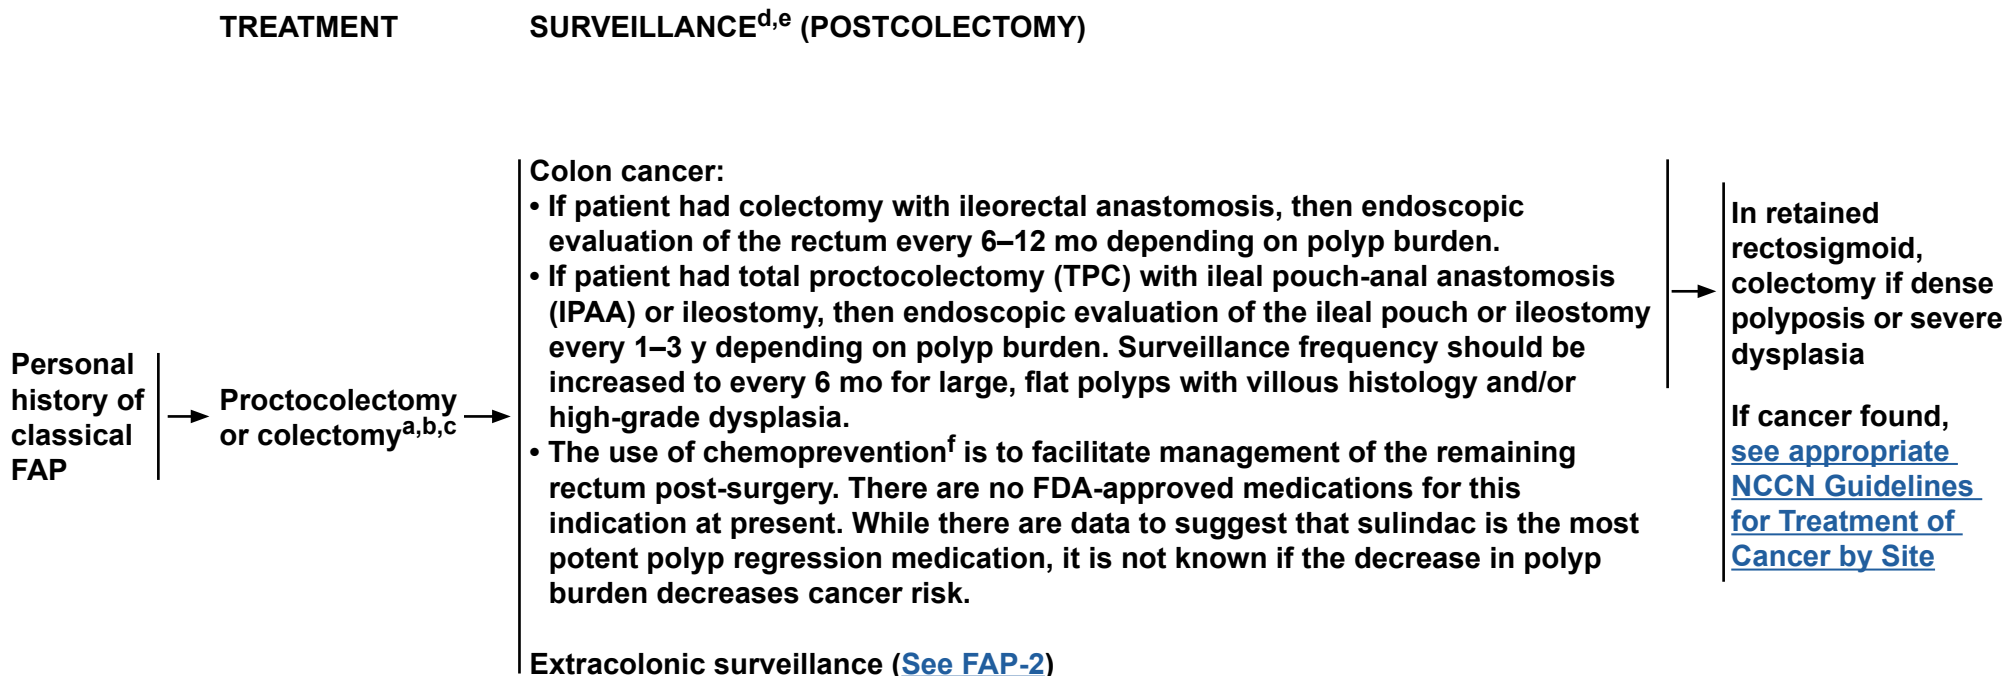 TREATMENT
SURVEILLANCEd,e (POSTCOLECTOMY)
Personal
history of
classical
FAP
Proctocolectomy
or colectomya,b,c
Colon cancer:
• If patient had colectomy with ileorectal anastomosis, then endoscopic
evaluation of the rectum every 6–12 mo depending on polyp burden.
• If patient had total proctocolectomy (TPC) with ileal pouch-anal anastomosis
(IPAA) or ileostomy, then endoscopic evaluation of the ileal pouch or ileostomy
every 1–3 y depending on polyp burden. Surveillance frequency should be
increased to every 6 mo for large, flat polyps with villous histology and/or
high-grade dysplasia.
• The use of chemopreventionf is to facilitate management of the remaining
rectum post-surgery. There are no FDA-approved medications for this
indication at present. While there are data to suggest that sulindac is the most
potent polyp regression medication, it is not known if the decrease in polyp
burden decreases cancer risk.
Extracolonic surveillance (See FAP-2)
In retained
rectosigmoid,
colectomy if dense
polyposis or severe
dysplasia
If cancer found,
see appropriate
NCCN Guidelines
for Treatment of
Cancer by Site